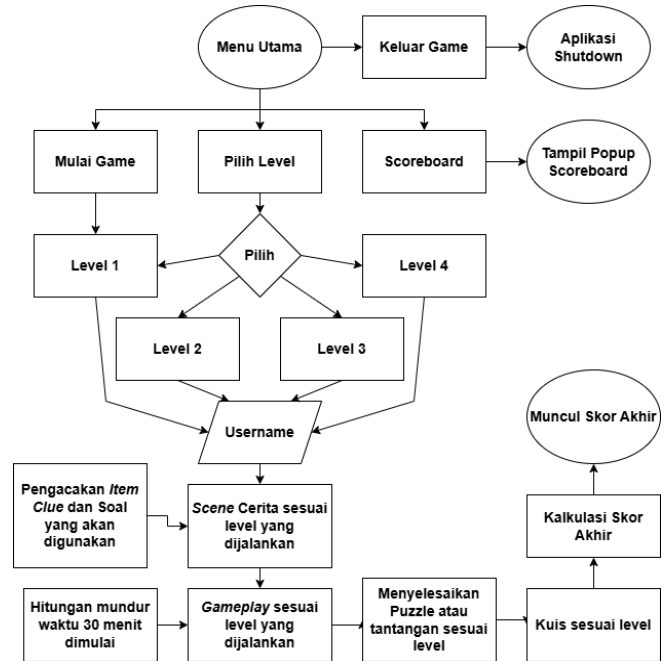 Menu Utama
Keluar Game
Aplikasi
Shutdown
Mulai Game
Pilih Level
Scoreboard
Tampil Popup
Scoreboard
Level 1
Pilih
Level 4
Level 2
Level 3
Username
Muncul Skor Akhir
Pengacakan Item
Clue dan Soal
yang akan
digunakan
Scene Cerita sesuai
level yang
dijalankan
Kalkulasi Skor
Akhir
Hitungan mundur
waktu 30 menit
dimulai
Gameplay sesuai
level yang
dijalankan
Menyelesaikan
Puzzle atau
tantangan sesuai
level
Kuis sesuai level